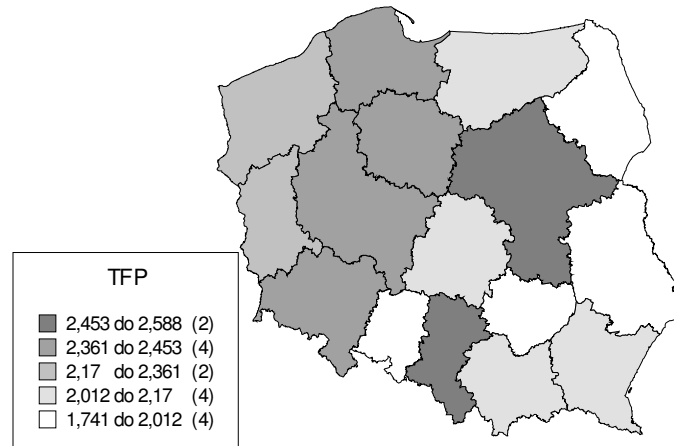 TFP
2,453 do 2,588 (2)
2,361 do 2,453 (4)
2,17 do 2,361 (2)
2,012 do 2,17 (4)
1,741 do 2,012 (4)